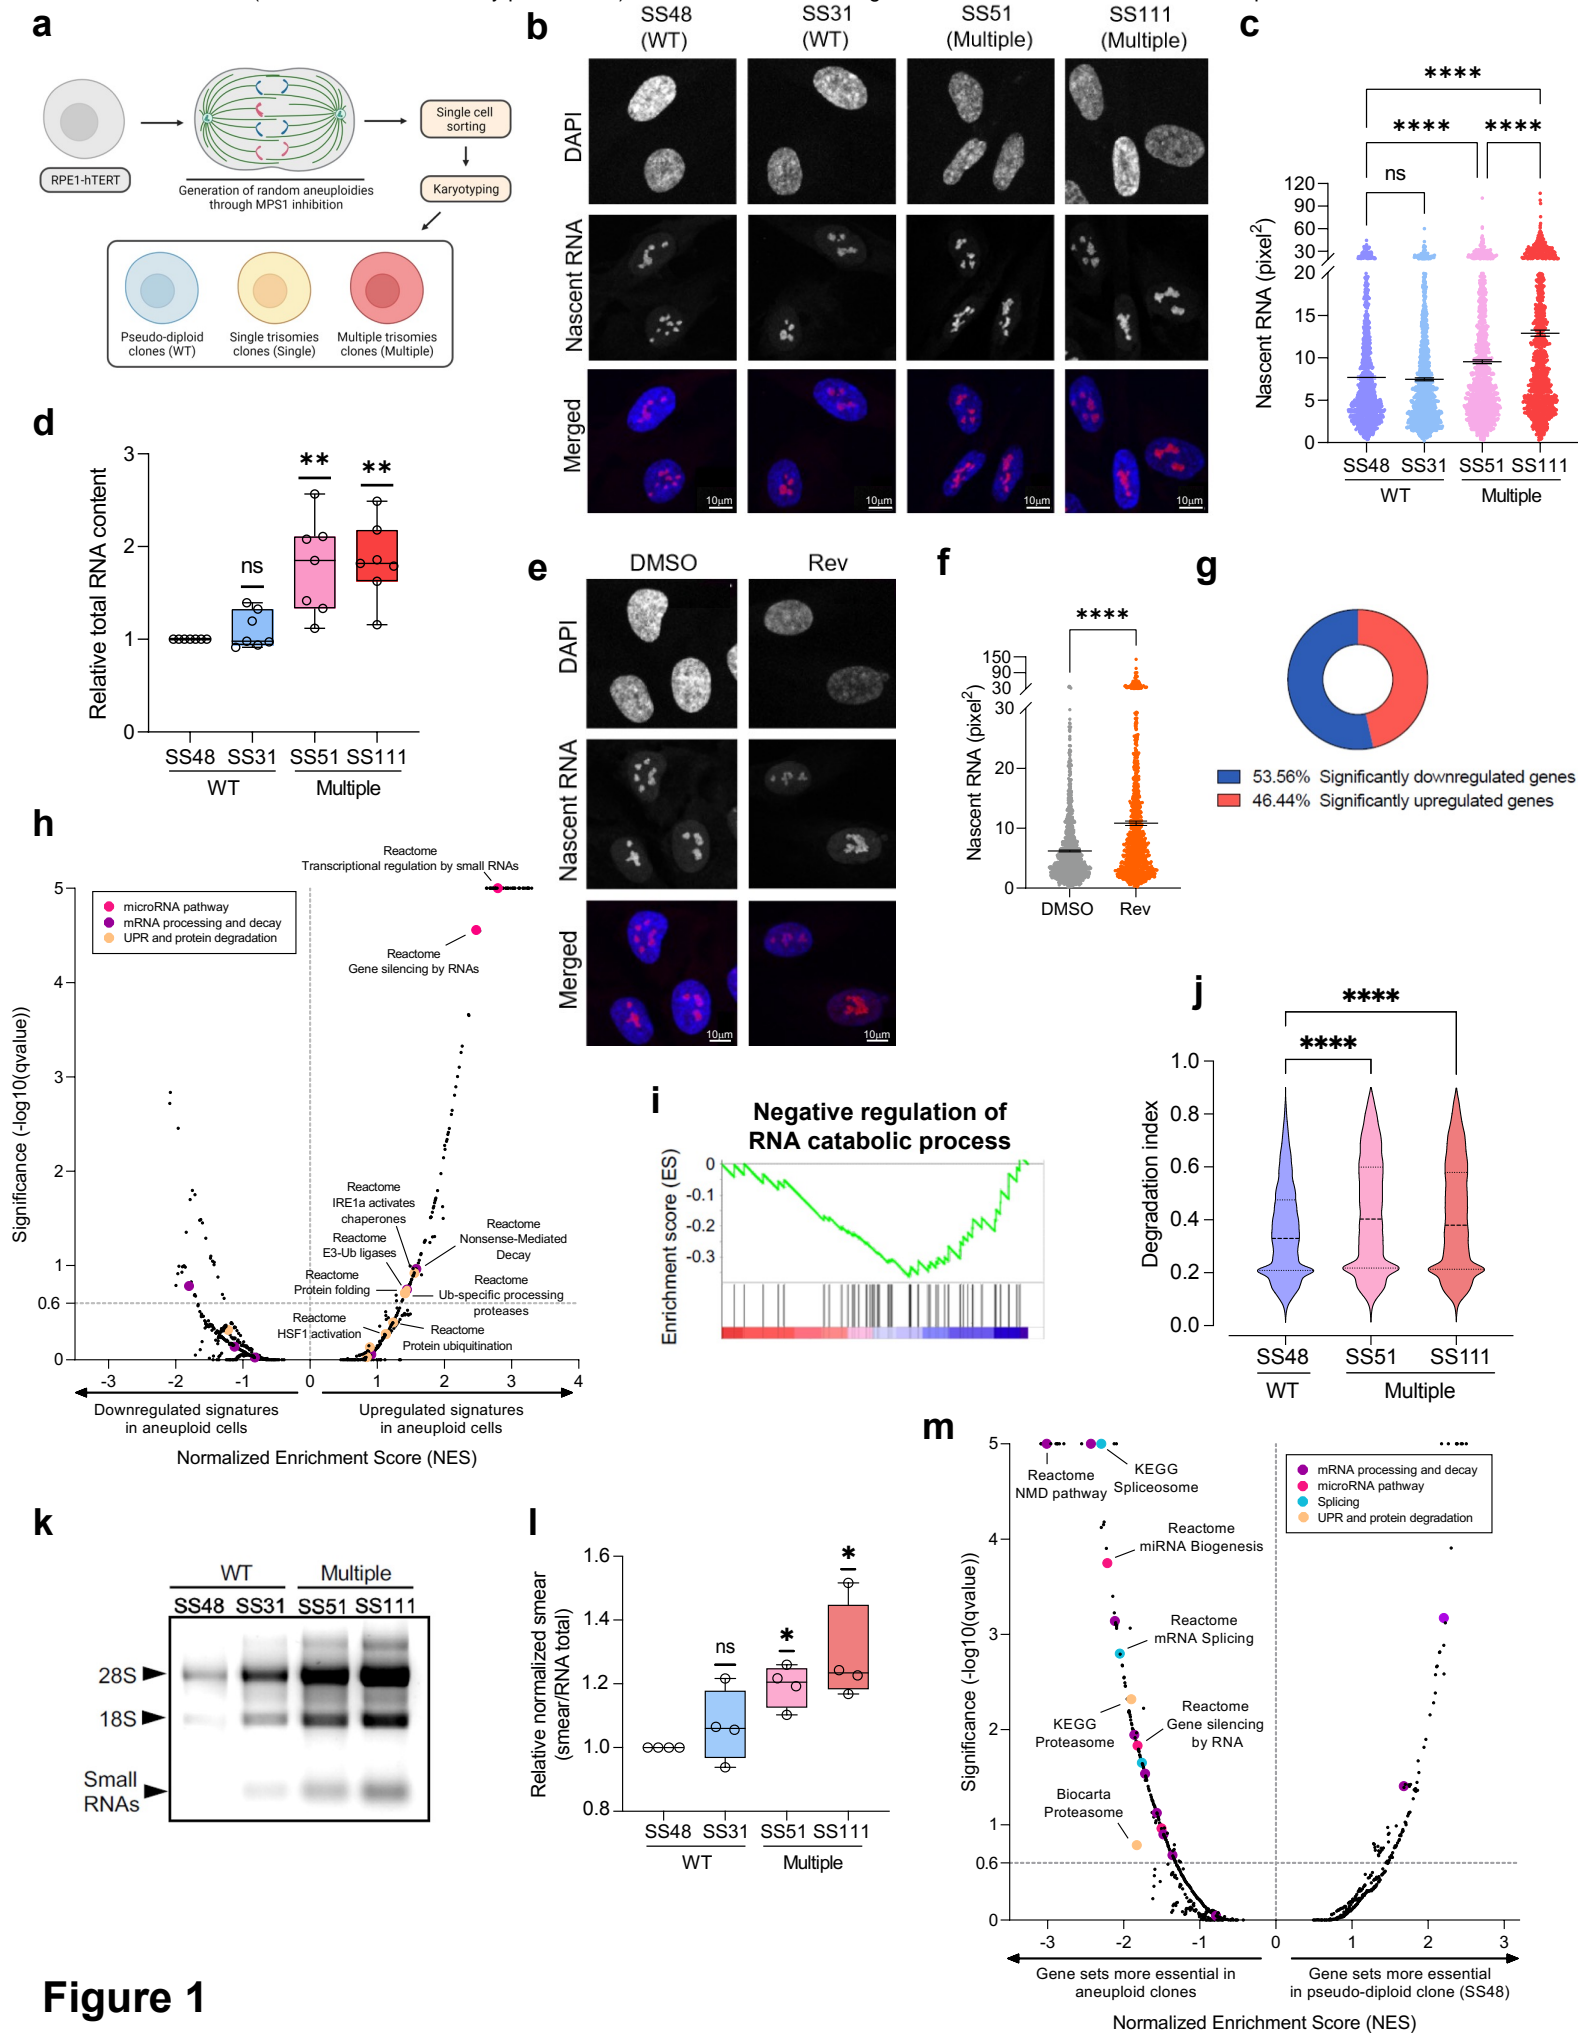 a
RPE1-hTERT
Generation of random aneuploidies
through MPS1 inhibition
Single cell
sorting
Karyotyping
Pseudo-diploid
clones (WT)
Single trisomies
clones (Single)
Multiple trisomies
clones (Multiple)
b
SS48
(WT)
SS31
(WT)
SS51
(Multiple)
SS111
(Multiple)
DAPI
Nascent RNA
Merged
10μm
10μm
10μm
10μm
c
****
****
****
ns
Nascent RNA (pixel²)
120
90
60
30
20
15
10
5
0
SS48
SS31
SS51
SS111
WT
Multiple
d
Relative total RNA content
3
2
1
0
ns
**
**
SS48
SS31
SS51
SS111
WT
Multiple
e
DMSO
Rev
DAPI
Nascent RNA
Merged
10μm
10μm
f
****
Nascent RNA (pixel²)
150
90
30
30
20
10
0
DMSO
Rev
g
53.56% Significantly downregulated genes
46.44% Significantly upregulated genes
h
Significance (-log10(qvalue))
5
4
3
2
1
0.6
0
microRNA pathway
mRNA processing and decay
UPR and protein degradation
Reactome
Transcriptional regulation by small RNAs
Reactome
Gene silencing by RNAs
Reactome
IRE1a activates
chaperones
Reactome
Nonsense-Mediated
Decay
Reactome
E3-Ub ligases
Reactome
Protein folding
Reactome
Ub-specific processing
proteases
Reactome
HSF1 activation
Reactome
Protein ubiquitination
-3
-2
-1
0
1
2
3
4
Downregulated signatures
in aneuploid cells
Upregulated signatures
in aneuploid cells
Normalized Enrichment Score (NES)
i
Negative regulation of
RNA catabolic process
Enrichment score (ES)
0
-0.1
-0.2
-0.3
j
****
****
Degradation index
1.0
0.8
0.6
0.4
0.2
0.0
SS48
SS51
SS111
WT
Multiple
k
WT
Multiple
SS48
SS31
SS51
SS111
28S
18S
Small
RNAs
l
Relative normalized smear
(smear/RNA total)
1.6
1.4
1.2
1.0
0.8
ns
*
*
SS48
SS31
SS51
SS111
WT
Multiple
m
Significance (-log10(qvalue))
5
4
3
2
1
0.6
0
mRNA processing and decay
microRNA pathway
Splicing
UPR and protein degradation
Reactome
NMD pathway
KEGG
Spliceosome
Reactome
miRNA Biogenesis
Reactome
mRNA Splicing
KEGG
Proteasome
Reactome
Gene silencing
by RNA
Biocarta
Proteasome
-3
-2
-1
0
1
2
3
Gene sets more essential in
aneuploid clones
Gene sets more essential
in pseudo-diploid clone (SS48)
Normalized Enrichment Score (NES)
Figure 1